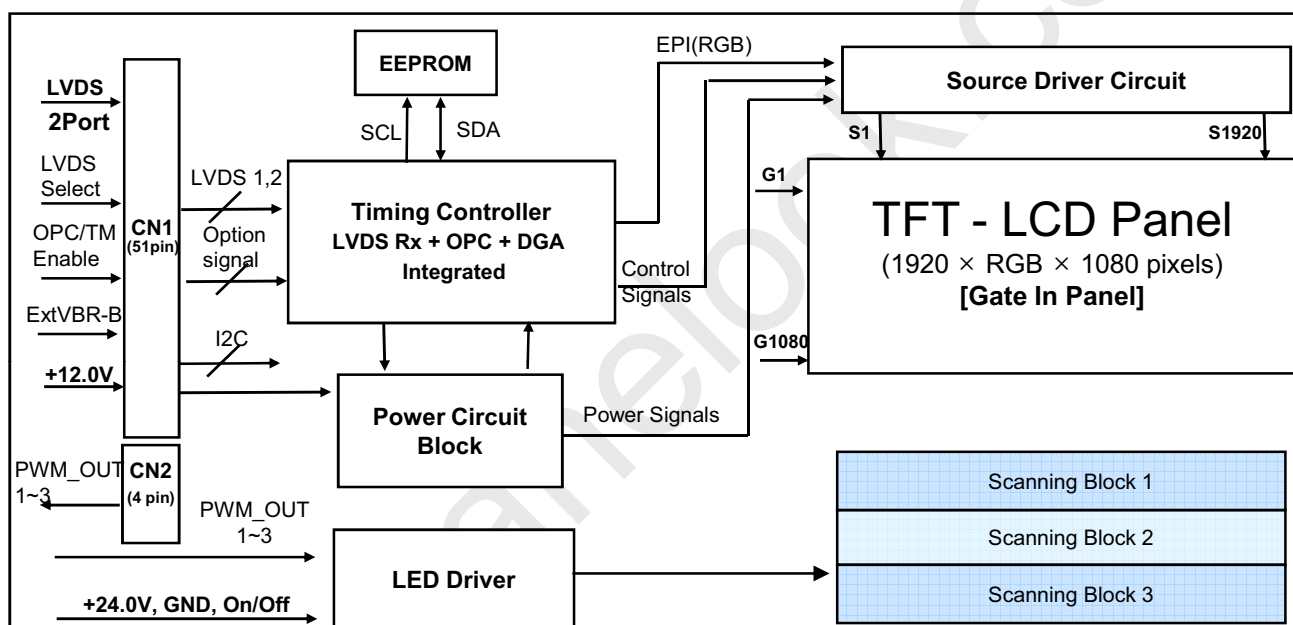 EPI(RGB)
EEPROM
Source Driver Circuit
LVDS
2Port
SCL
SDA
S1
S1920
LVDS
Select
LVDS 1,2
G1
CN1
(51pin)
Timing Controller
LVDS Rx + OPC + DGA
Integrated
TFT - LCD Panel
(1920 × RGB × 1080 pixels)
[Gate In Panel]
OPC/TM
Enable
Option
signal
Control
Signals
ExtVBR-B
I2C
G1080
+12.0V
Power Circuit
Block
Power Signals
PWM_OUT
1~3
CN2
(4 pin)
PWM_OUT
1~3
Scanning Block 1
Scanning Block 2
Scanning Block 3
LED Driver
+24.0V, GND, On/Off